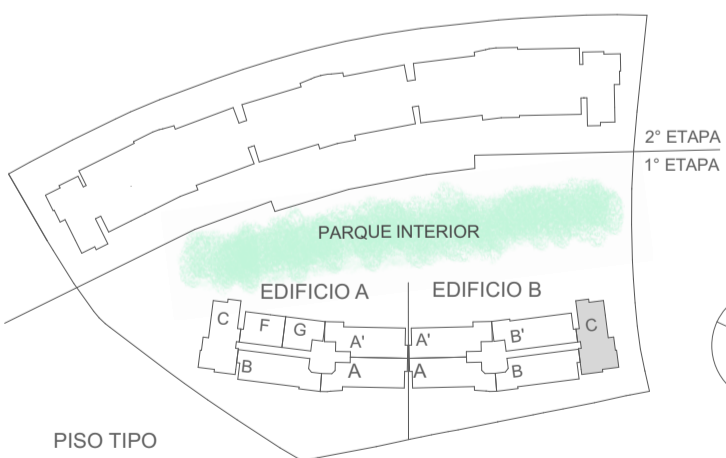 2° ETAPA
1° ETAPA
PARQUE INTERIOR
EDIFICIO A
EDIFICIO B
C
F
G
A'
A'
B'
C
B
A
A
B
PISO TIPO